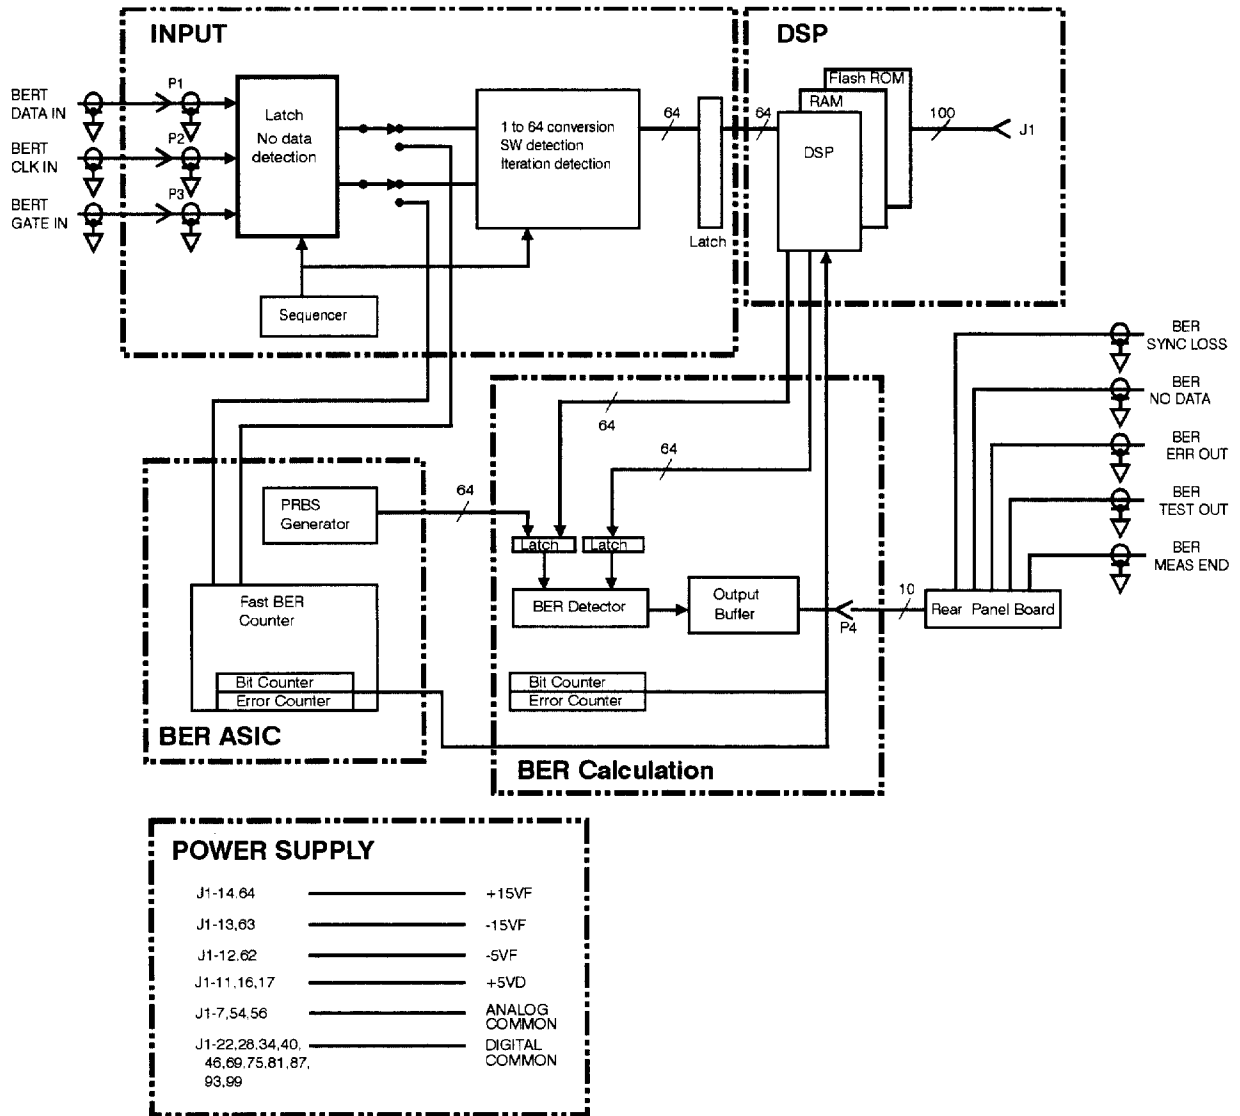 INPUT
DSP
BERT
DATA IN
P1
BERT
CLK IN
P2
BERT
GATE IN
P3
Latch
No data
detection
1 to 64 conversion
SW detection
Iteration detection
Sequencer
64
Latch
64
Flash ROM
RAM
DSP
100
J1
BER
SYNC LOSS
BER
NO DATA
BER
ERR OUT
BER
TEST OUT
BER
MEAS END
64
64
PRBS
Generator
64
Latch
Latch
Fast BER
Counter
BER Detector
Output
Buffer
P4
10
Rear Panel Board
Bit Counter
Error Counter
Bit Counter
Error Counter
BER ASIC
BER Calculation
POWER SUPPLY
J1-14,64 +15VF
J1-13,63 -15VF
J1-12,62 -5VF
J1-11,16,17 +5VD
J1-7,54,56 ANALOG
COMMON
J1-22,28,34,40, DIGITAL
46,69,75,81,87, COMMON
93,99